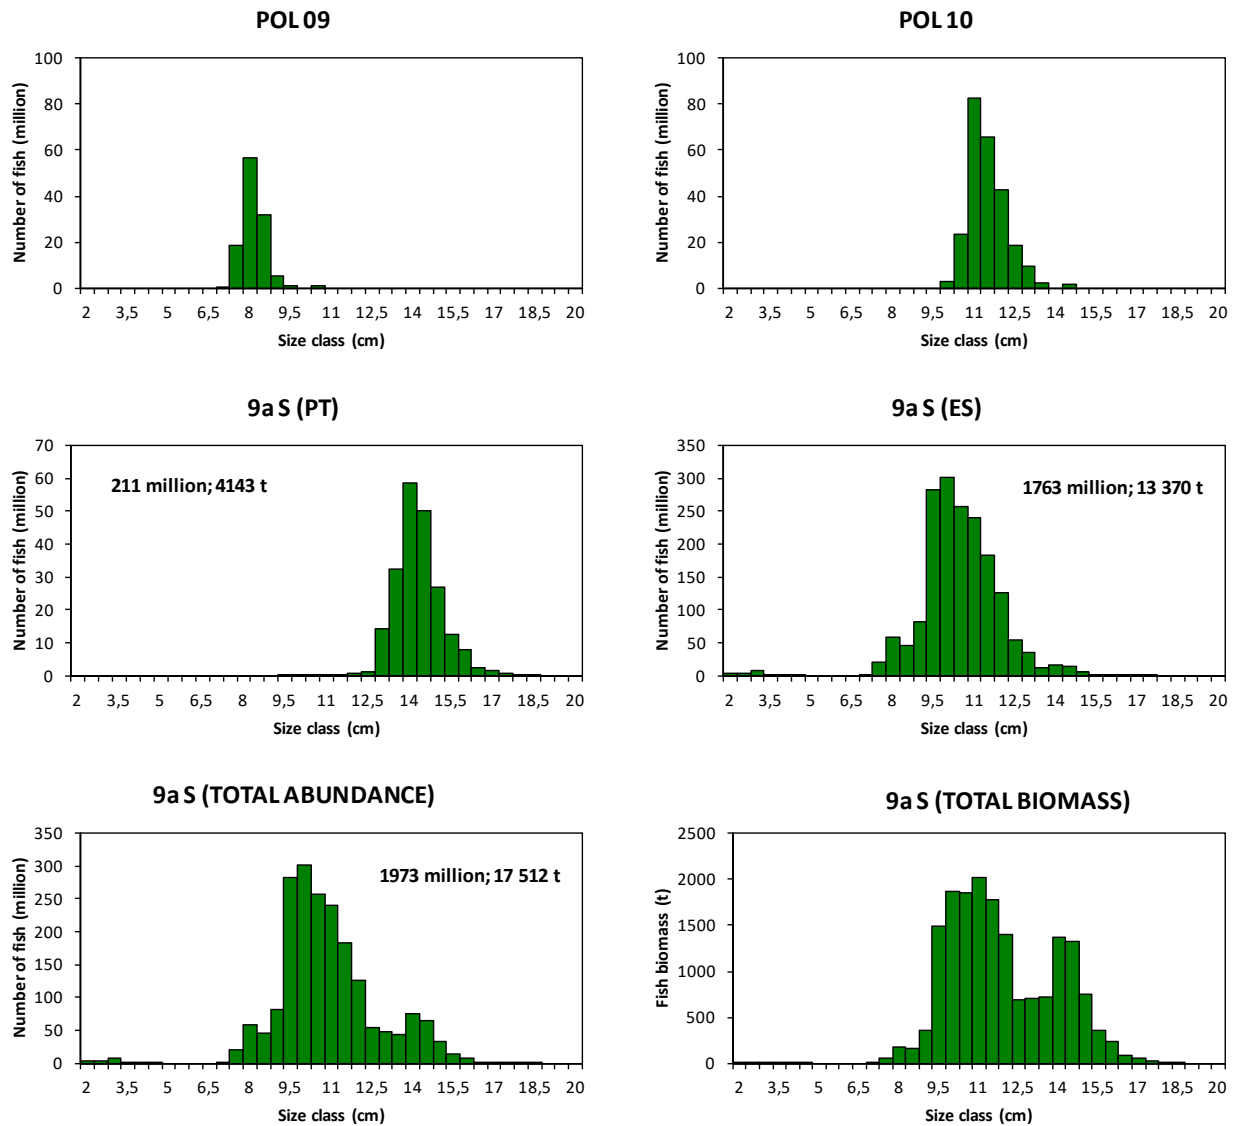 POL 09
100
80
60
40
20
0
Number of fish (million)
2 3,5 5 6,5 8 9,5 11 12,5 14 15,5 17 18,5 20
Size class (cm)
POL 10
100
80
60
40
20
0
Number of fish (million)
2 3,5 5 6,5 8 9,5 11 12,5 14 15,5 17 18,5 20
Size class (cm)
9a S (PT)
211 million; 4143 t
70
60
50
40
30
20
10
0
Number of fish (million)
2 3,5 5 6,5 8 9,5 11 12,5 14 15,5 17 18,5 20
Size class (cm)
9a S (ES)
1763 million; 13 370 t
350
300
250
200
150
100
50
0
Number of fish (million)
2 3,5 5 6,5 8 9,5 11 12,5 14 15,5 17 18,5 20
Size class (cm)
9a S (TOTAL ABUNDANCE)
1973 million; 17 512 t
350
300
250
200
150
100
50
0
Number of fish (million)
2 3,5 5 6,5 8 9,5 11 12,5 14 15,5 17 18,5 20
Size class (cm)
9a S (TOTAL BIOMASS)
2500
2000
1500
1000
500
0
Fish biomass (t)
2 3,5 5 6,5 8 9,5 11 12,5 14 15,5 17 18,5 20
Size class (cm)